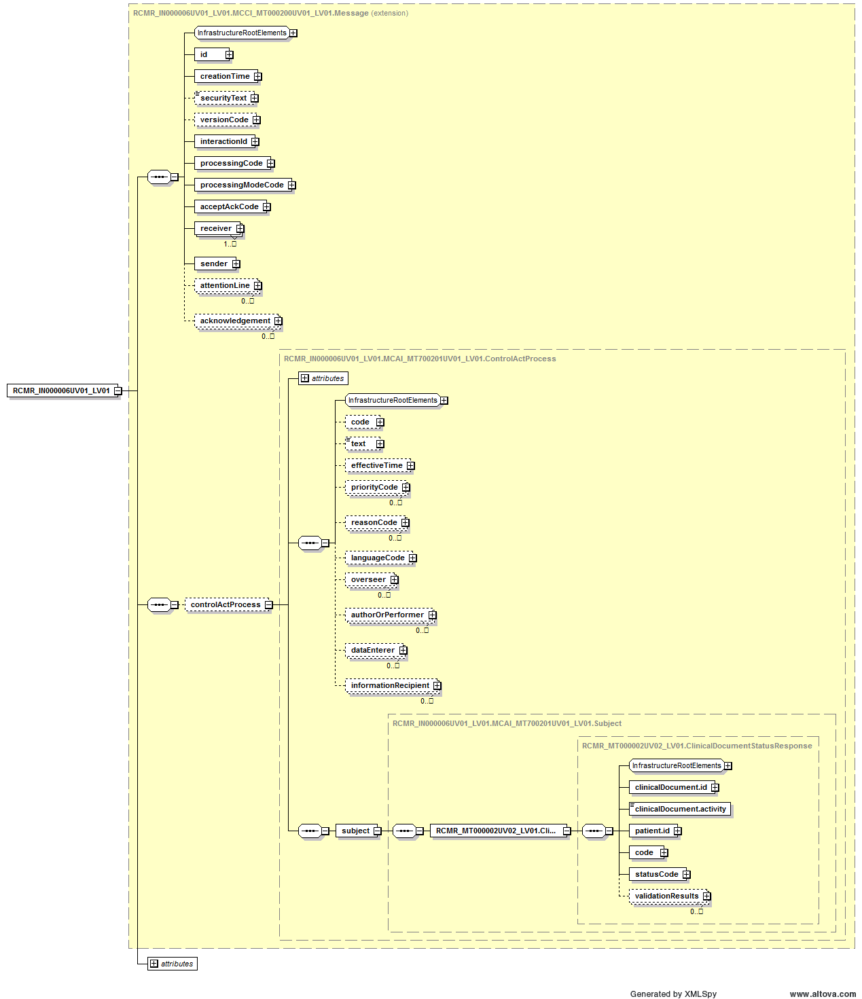 RCMR_IN000006UV01_LV01.MCCI_MT000200UV01_LV01.Message (extension)
InfrastructureRootElements
id
creationTime
securityText
versionCode
interactionId
processingCode
processingModeCode
acceptAckCode
receiver
1..□
sender
attentionLine
0..□
acknowledgement
0..□
RCMR_IN000006UV01_LV01.MCAI_MT700201UV01_LV01.ControlActProcess
attributes
RCMR_IN000006UV01_LV01
InfrastructureRootElements
code
text
effectiveTime
priorityCode
0..□
reasonCode
0..□
languageCode
overseer
0..□
controlActProcess
authorOrPerformer
0..□
dataEnterer
0..□
informationRecipient
0..□
RCMR_IN000006UV01_LV01.MCAI_MT700201UV01_LV01.Subject
RCMR_MT000002UV02_LV01.ClinicalDocumentStatusResponse
InfrastructureRootElements
clinicalDocument.id
clinicalDocument.activity
subject
RCMR_MT000002UV02_LV01.Cli...
patient.id
code
statusCode
validationResults
0..□
attributes
Generated by XMLSpy
www.altova.com